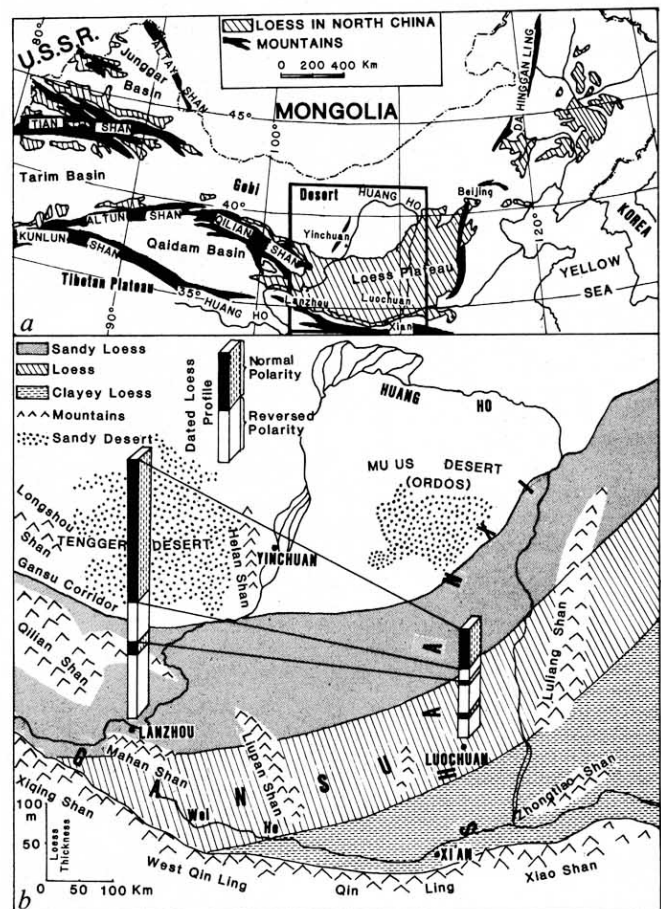 LOESS IN NORTH CHINA
MOUNTAINS
0 200 400 Km
80°
U.S.S.R.
ALTAY SHAN
Junggar
Basin
45°
MONGOLIA
DA HINGGAN LING
TIAN SHAN
100°
Tarim Basin
Gobi
Desert
HUANG HO
Beijing
40°
ALTUN SHAN
QILIAN SHAN
Yinchuan
KOREA
KUNLUN SHAN
Qaidam Basin
Loess Plateau
120°
Tibetan Plateau
Lanzhou
Luochuan
YELLOW
SEA
35°
HUANG HO
Xian
90°
a
Sandy Loess
Loess
Clayey Loess
Mountains
Sandy Desert
Dated Loess
Profile
Normal
Polarity
Reversed
Polarity
HUANG HO
MU US DESERT
(ORDOS)
Longshou
Shan
TENGGER DESERT
Helan Shan
YINCHUAN
Gansu Corridor
Qilian Shan
Luliang Shan
LANZHOU
Mahan Shan
Liupan Shan
LUOCHUAN
GANSU
SHAANXI
Xiqing Shan
Wei He
Zhongtiao Shan
XIAN
100
m
50
0
Loess
Thickness
0 50 100 Km
West Qin Ling
Qin Ling
Xiao Shan
b